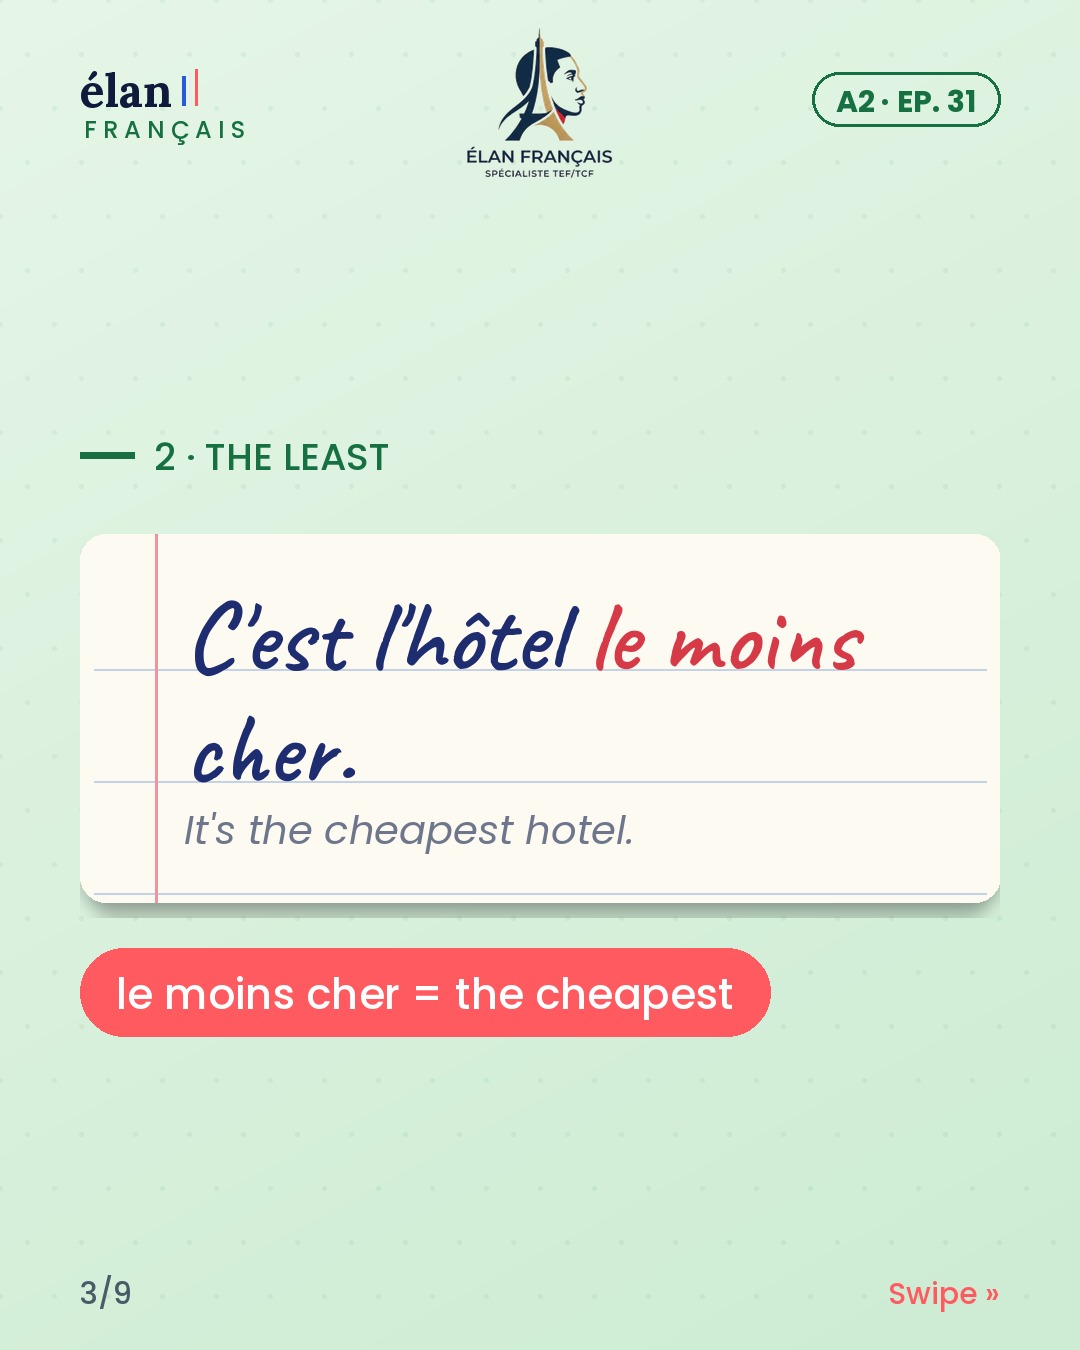 élan
FRANÇAIS
ÉLAN FRANÇAIS
SPÉCIALISTE TEF/TCF
A2 · EP. 31
2 · THE LEAST
C'est l'hôtel le moins
cher.
It's the cheapest hotel.
le moins cher = the cheapest
3/9
Swipe »